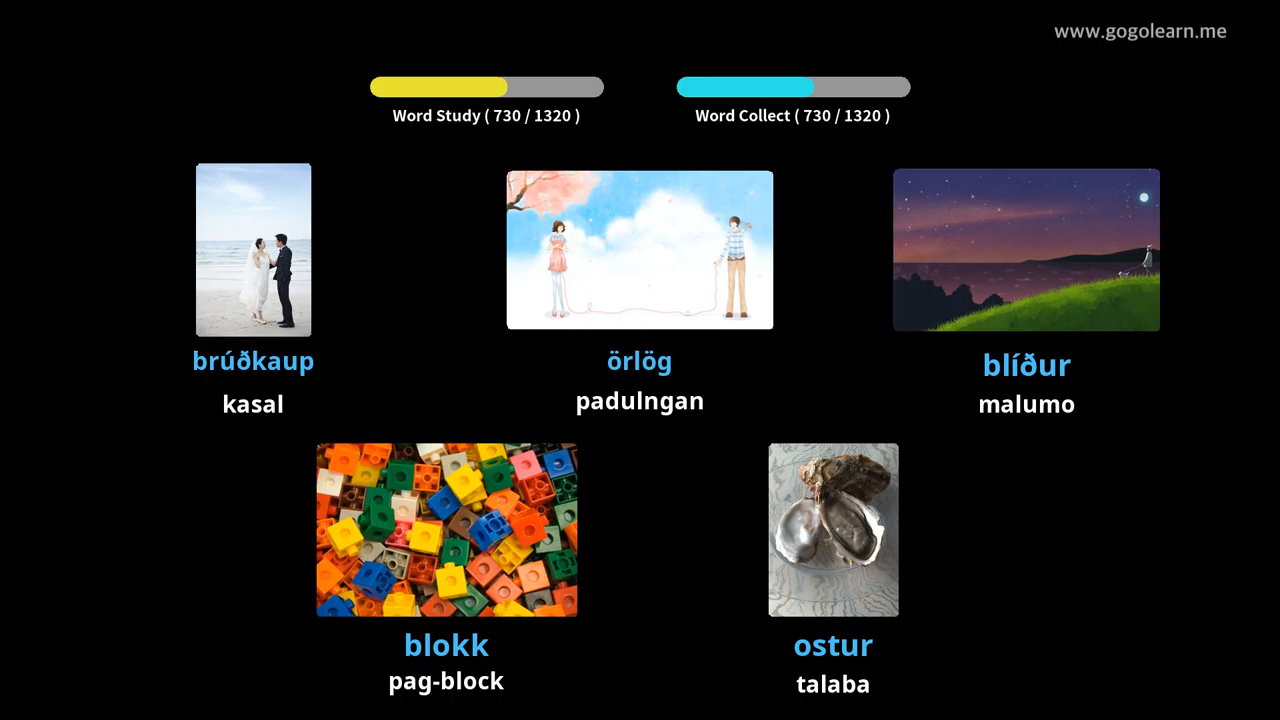 www.gogolearn.me
Word Study ( 730 / 1320 )
Word Collect ( 730 / 1320 )
brúðkaup
kasal
örlög
padulngan
blíður
malumo
blokk
pag-block
ostur
talaba